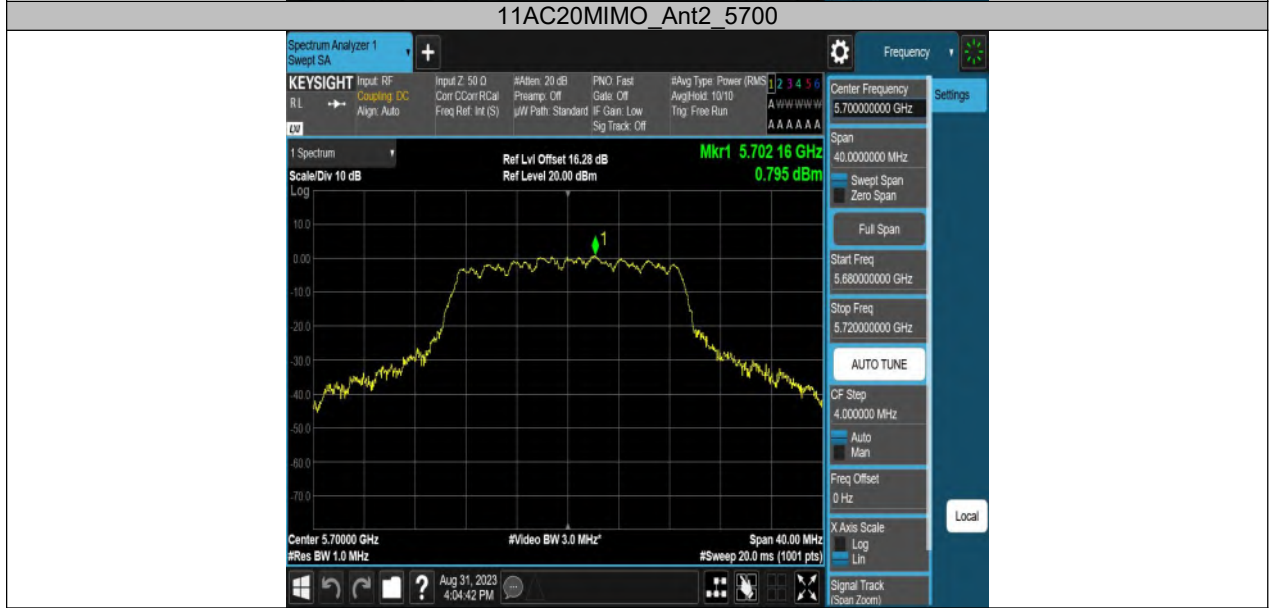 11AC20MIMO_Ant2_5700
Spectrum Analyzer 1
Swept SA
+
Frequency
KEYSIGHT
RL
LXI
Input: RF
Coupling: DC
Align: Auto
Input Z: 50 Ω
Corr CCorr RCal
Freq Ref: Int (S)
#Atten: 20 dB
Preamp: Off
µW Path: Standard
PNO: Fast
Gate: Off
IF Gain: Low
Sig Track: Off
#Avg Type: Power (RMS
Avg|Hold: 10/10
Trig: Free Run
1 2 3 4 5 6
A W W W W W
A A A A A A
1 Spectrum
Scale/Div 10 dB
Ref Lvl Offset 16.28 dB
Ref Level 20.00 dBm
Mkr1 5.702 16 GHz
0.795 dBm
Log
10.0
0.00
-10.0
-20.0
-30.0
-40.0
-50.0
-60.0
-70.0
1
Center 5.70000 GHz
#Res BW 1.0 MHz
#Video BW 3.0 MHz*
Span 40.00 MHz
#Sweep 20.0 ms (1001 pts)
Aug 31, 2023
4:04:42 PM
?
Center Frequency
5.700000000 GHz
Settings
Span
40.0000000 MHz
Swept Span
Zero Span
Full Span
Start Freq
5.680000000 GHz
Stop Freq
5.720000000 GHz
AUTO TUNE
CF Step
4.000000 MHz
Auto
Man
Freq Offset
0 Hz
X Axis Scale
Log
Lin
Local
Signal Track
(Span Zoom)